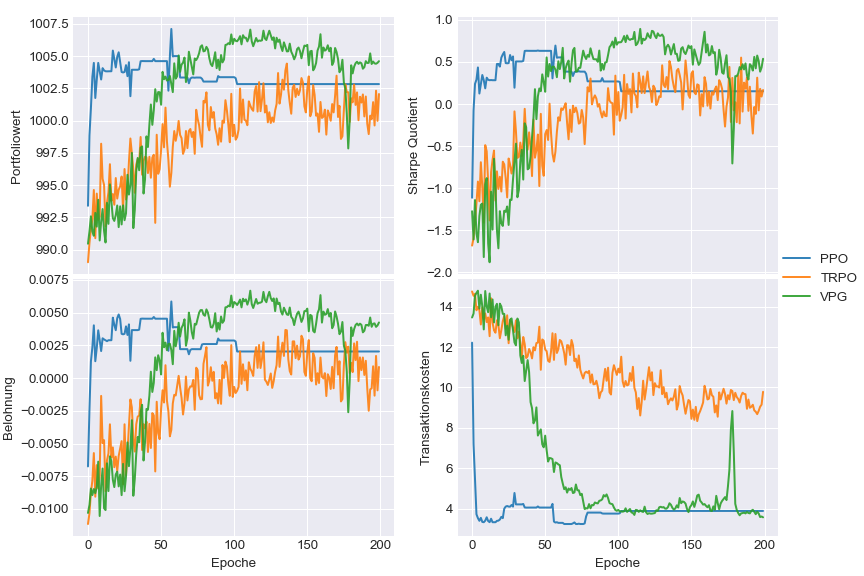 Portfoliowert
1007.5
1005.0
1002.5
1000.0
997.5
995.0
992.5
990.0
Sharpe Quotient
1.0
0.5
0.0
−0.5
−1.0
−1.5
−2.0
Belohnung
0.0075
0.0050
0.0025
0.0000
−0.0025
−0.0050
−0.0075
−0.0100
0 50 100 150 200
Epoche
Transaktionskosten
14
12
10
8
6
4
0 50 100 150 200
Epoche
PPO
TRPO
VPG